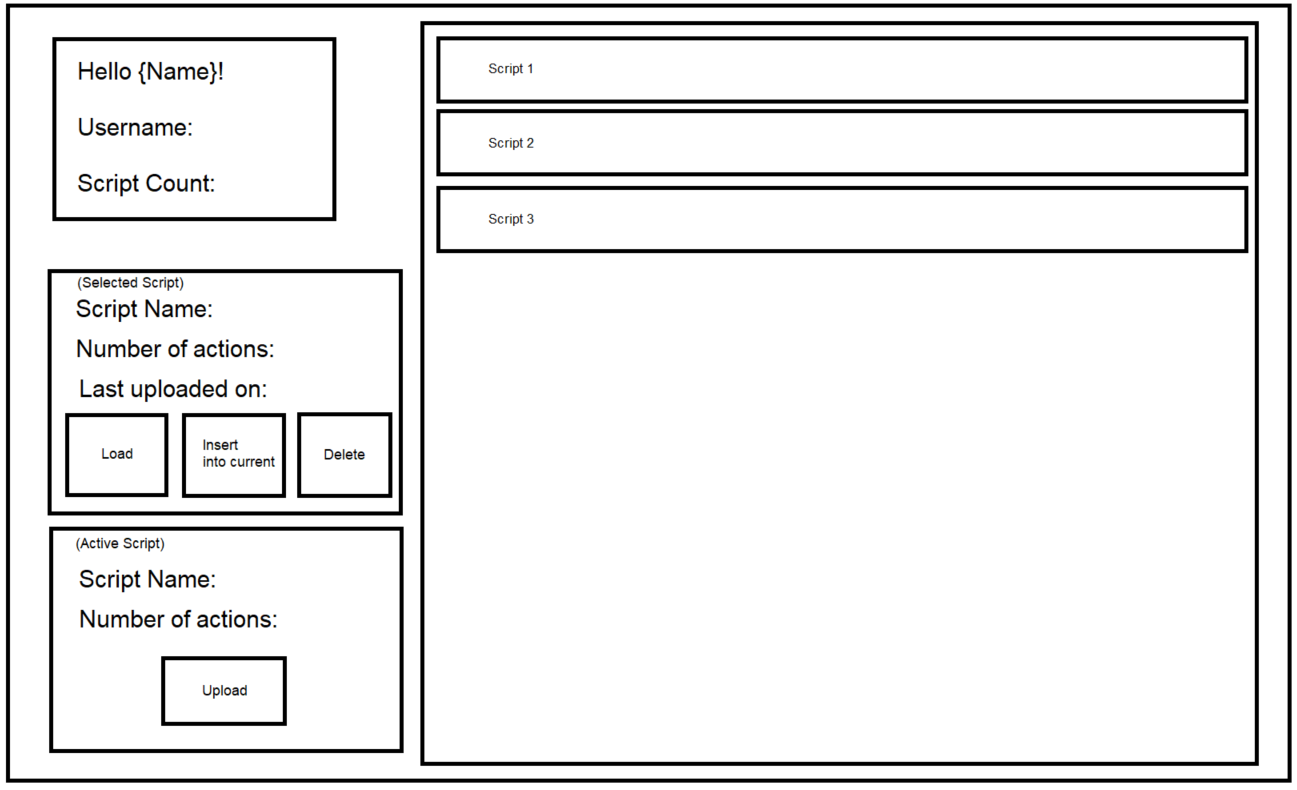 Hello {Name}!
Username:
Script Count:
(Selected Script)
Script Name:
Number of actions:
Last uploaded on:
Load
Insert
into current
Delete
(Active Script)
Script Name:
Number of actions:
Upload
Script 1
Script 2
Script 3